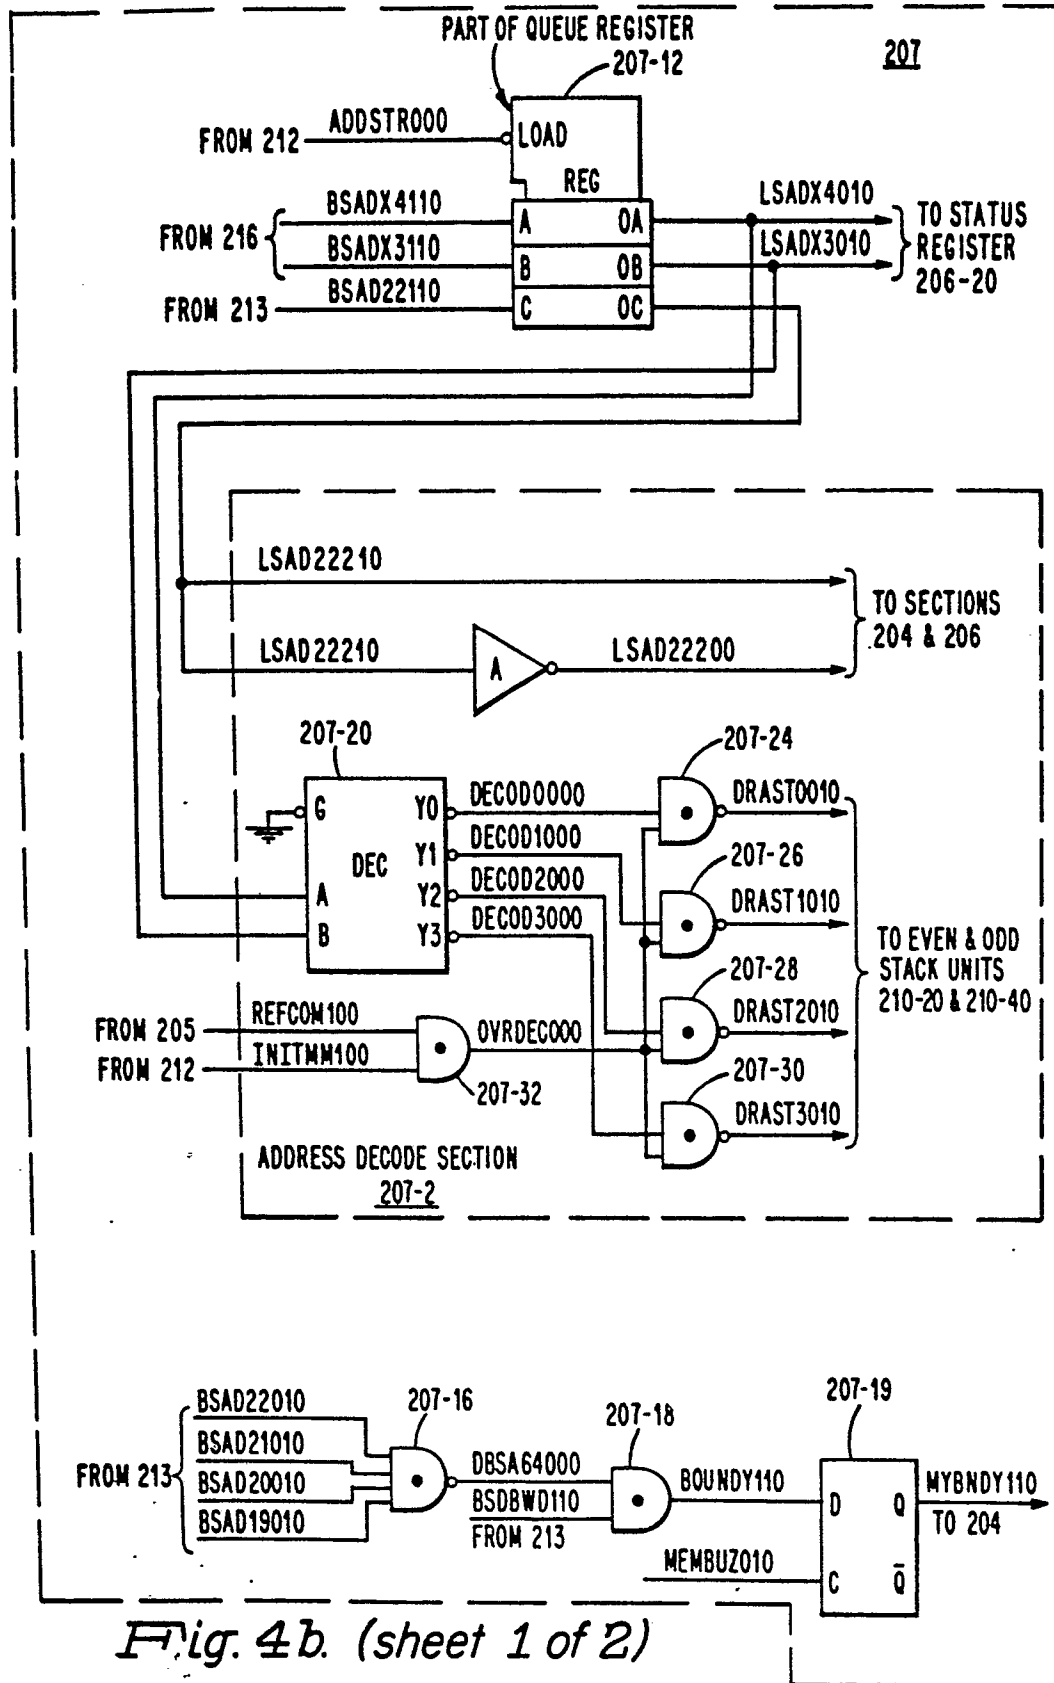 PART OF QUEUE REGISTER
207-12
207
ADDSTR000
FROM 212
LOAD
REG
BSADX4110
A
OA
LSADX4010
FROM 216
BSADX3110
B
OB
LSADX3010
TO STATUS
REGISTER
206-20
BSAD22110
FROM 213
C
OC
LSAD22210
LSAD22210
A
LSAD22200
TO SECTIONS
204 & 206
207-20
207-24
G
Y0
DECOD0000
DRAST0010
DEC
Y1
DECOD1000
207-26
A
Y2
DECOD2000
DRAST1010
B
Y3
DECOD3000
TO EVEN & ODD
STACK UNITS
210-20 & 210-40
207-28
FROM 205
REFCOM100
OVRDEC000
DRAST2010
FROM 212
INITMM100
207-32
207-30
DRAST3010
ADDRESS DECODE SECTION
207-2
BSAD22010
207-16
207-18
207-19
BSAD21010
FROM 213
BSAD20010
BSAD19010
DBSA64000
BSDBWD110
FROM 213
BOUNDY110
D
Q
MYBNDY110
TO 204
MEMBUZ010
C
Q̅
Fig. 4b. (sheet 1 of 2)